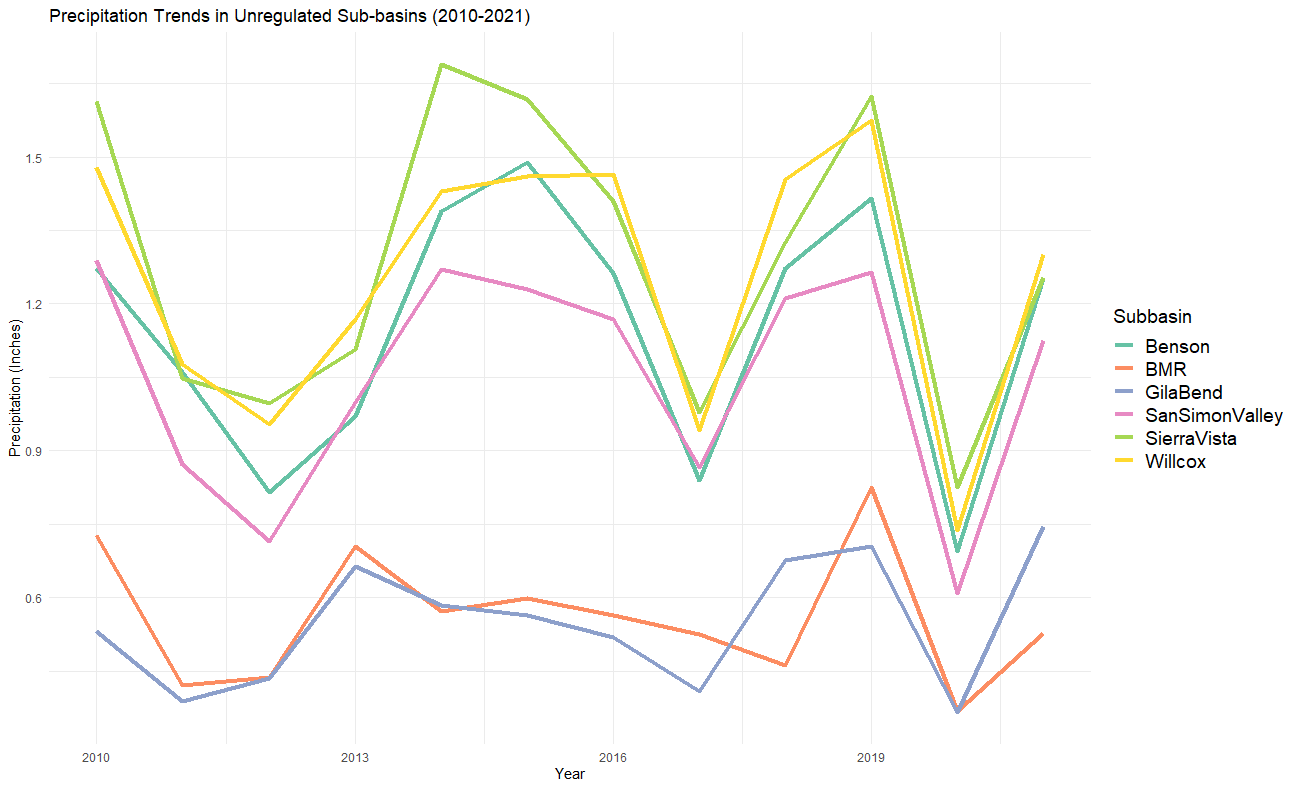 Precipitation Trends in Unregulated Sub-basins (2010-2021)
Precipitation (Inches)
1.5
1.2
0.9
0.6
2010
2013
2016
2019
Year
Subbasin
Benson
BMR
GilaBend
SanSimonValley
SierraVista
Willcox